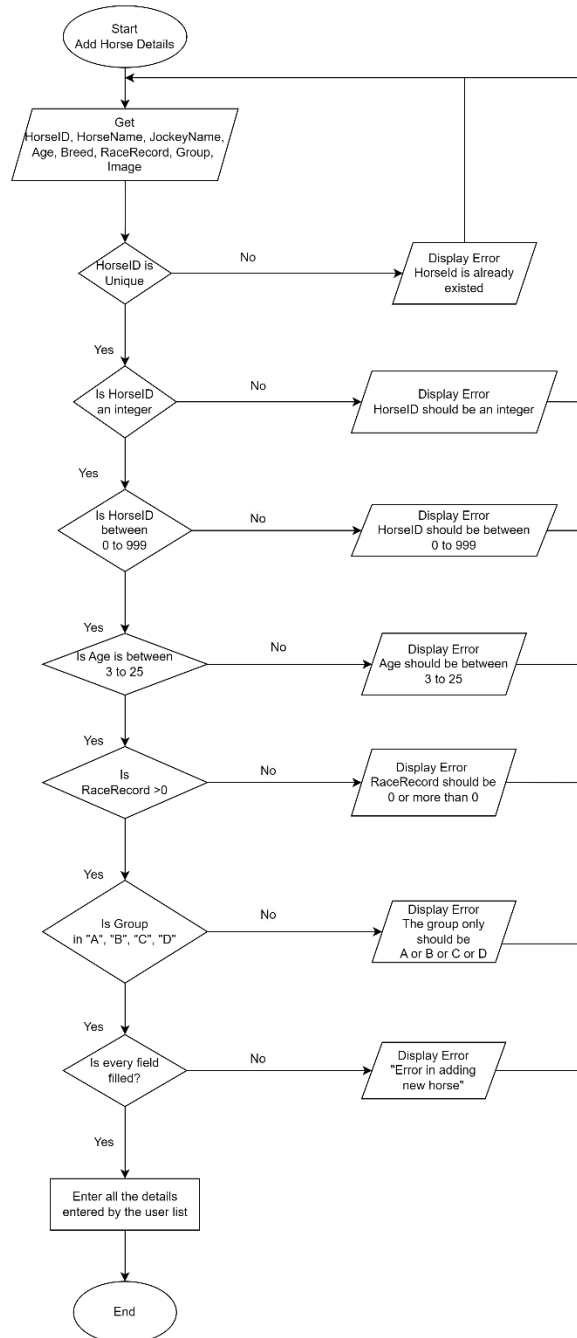 Start
Add Horse Details
Get
HorseID, HorseName, JockeyName,
Age, Breed, RaceRecord, Group,
Image
HorseID is
Unique
No
Display Error
HorseId is already
existed
Yes
Is HorseID
an integer
No
Display Error
HorseID should be an integer
Yes
Is HorseID
between
0 to 999
No
Display Error
HorseID should be between
0 to 999
Yes
Is Age is between
3 to 25
No
Display Error
Age should be between
3 to 25
Yes
Is
RaceRecord >0
No
Display Error
RaceRecord should be
0 or more than 0
Yes
Is Group
in "A", "B", "C", "D"
No
Display Error
The group only
should be
A or B or C or D
Yes
Is every field
filled?
No
Display Error
"Error in adding
new horse"
Yes
Enter all the details
entered by the user list
End